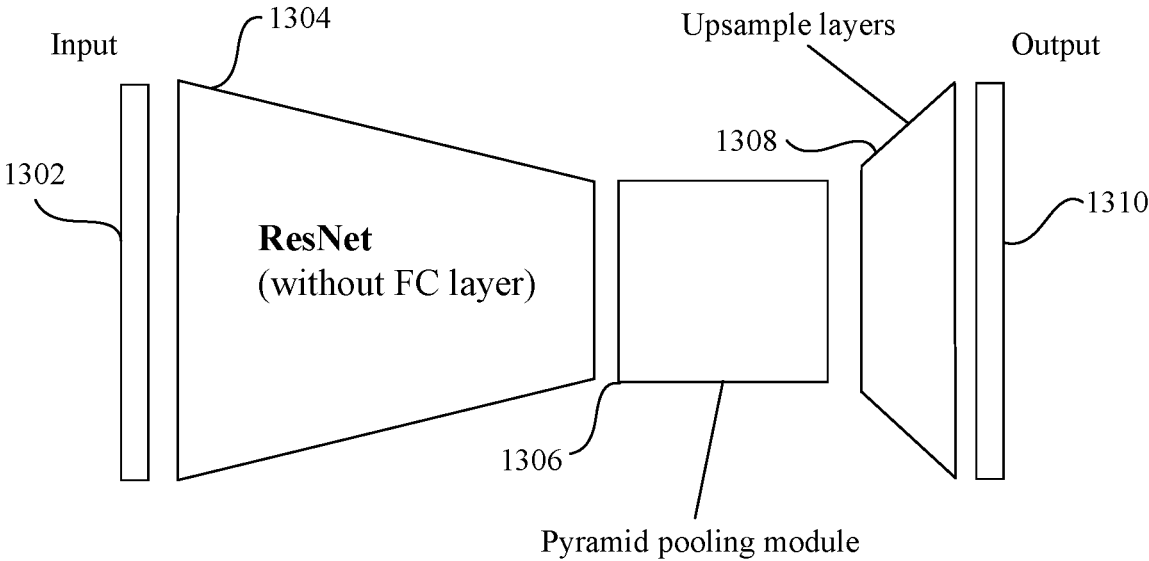 1304
Input
Upsample layers
Output
1308
1302
1310
ResNet
(without FC layer)
1306
Pyramid pooling module